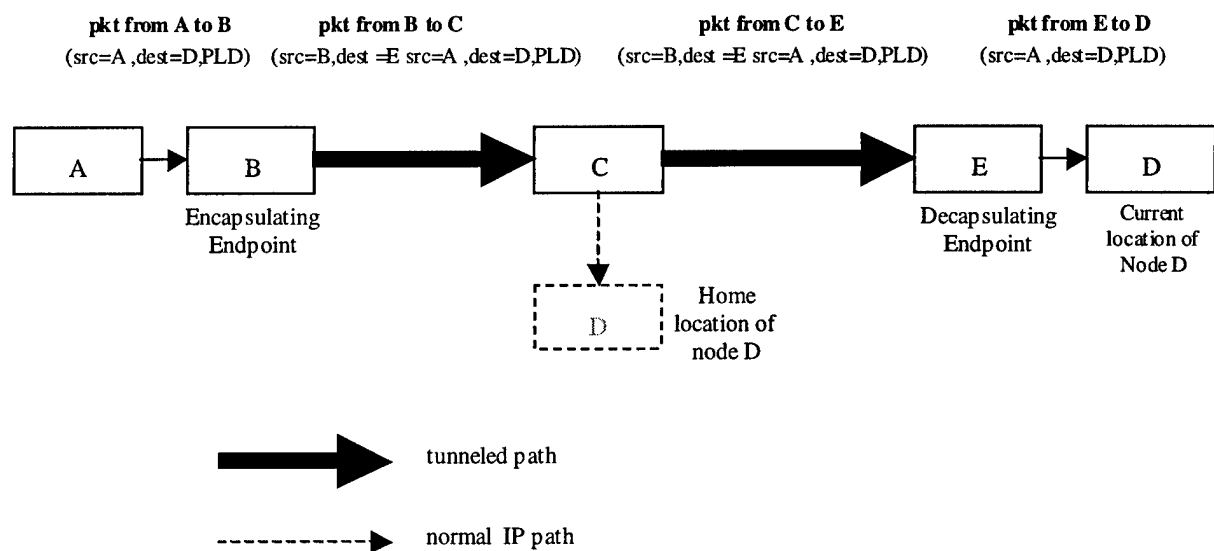 pkt from A to B
(src=A ,dest=D,PLD)
pkt from B to C
(src=B,dest =E src=A ,dest=D,PLD)
pkt from C to E
(src=B,dest =E src=A ,dest=D,PLD)
pkt from E to D
(src=A ,dest=D,PLD)
A
B
C
E
D
Encapsulating
Endpoint
Decapsulating
Endpoint
Current
location of
Node D
D
Home
location of
node D
tunneled path
normal IP path